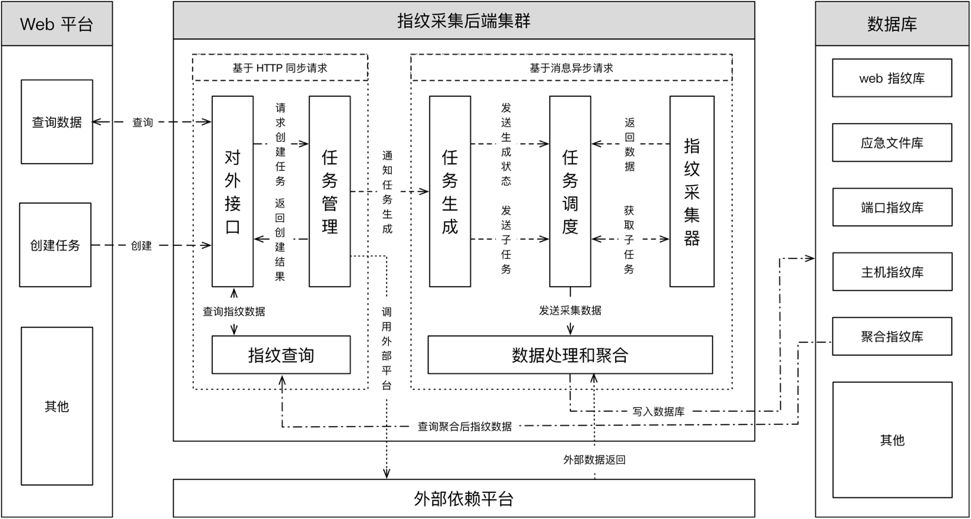 Web 平台
查询数据
创建任务
其他
查询
创建
指纹采集后端集群
基于 HTTP 同步请求
对外接口
请求创建任务
返回创建结果
任务管理
查询指纹数据
指纹查询
通知任务生成
调用外部平台
基于消息异步请求
任务生成
发送生成状态
发送子任务
任务调度
返回数据
获取子任务
指纹采集器
发送采集数据
数据处理和聚合
写入数据库
查询聚合后指纹数据
外部数据返回
外部依赖平台
数据库
web 指纹库
应急文件库
端口指纹库
主机指纹库
聚合指纹库
其他